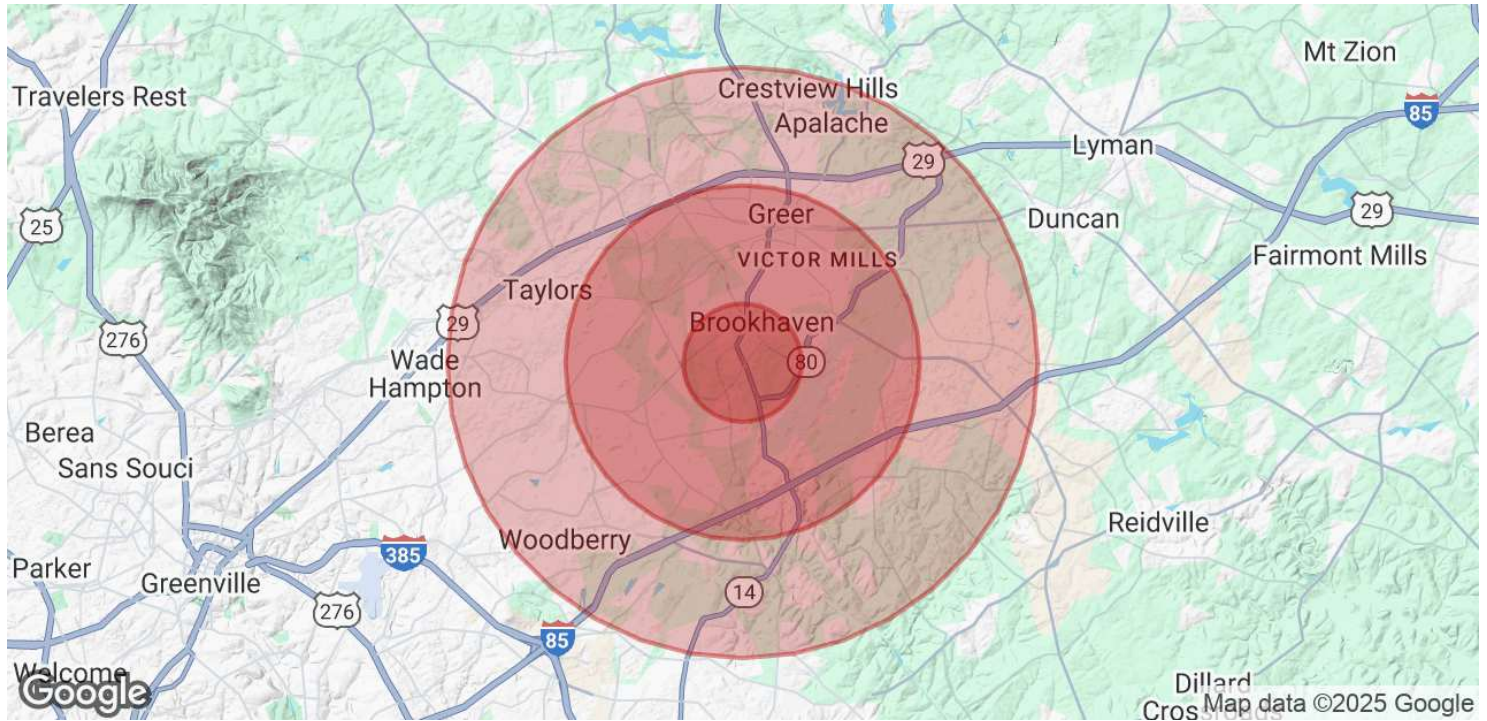 Mt Zion
Crestview Hills
Travelers Rest
85
Apalache
Lyman
29
25
Greer
Duncan
29
VICTOR MILLS
Fairmont Mills
Taylors
29
Brookhaven
276
Wade
Hampton
80
Berea
Sans Souci
Reidville
Woodberry
385
Parker
Greenville
14
276
85
Welcome
Google
Dillard
Map data ©2025 Google